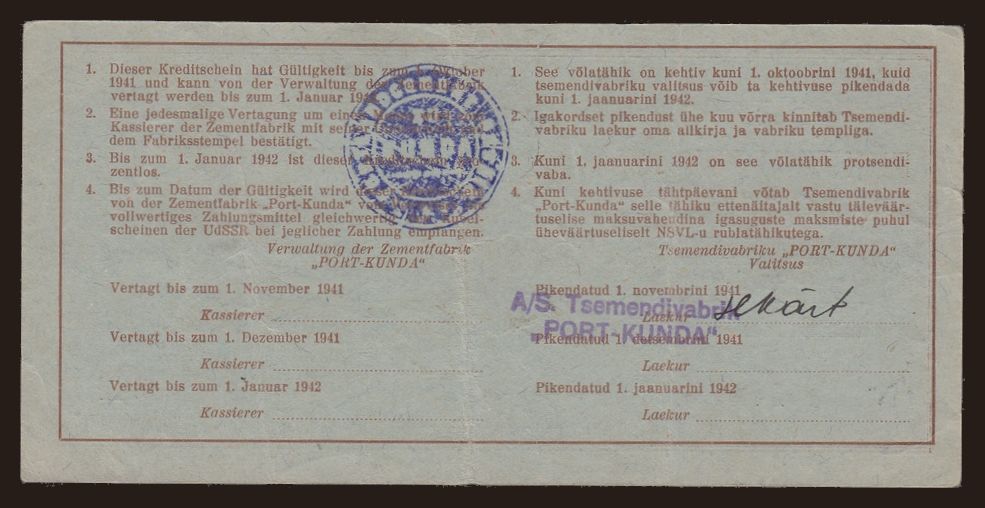 1. Dieser Kreditschein hat Gültigkeit bis zum 1. Oktober
1941 und kann von der Verwaltung der Zementfabrik
vertagt werden bis zum 1. Januar 1942.
2. Eine jedesmalige Vertagung um einen
Kassierer der Zementfabrik mit seiner
dem Fabriksstempel bestätigt.
3. Bis zum 1. Januar 1942 ist dieser Kreditschein pro-
zentlos.
4. Bis zum Datum der Gültigkeit wird dieser
von der Zementfabrik „Port-Kunda“
vollwertiges Zahlungsmittel gleichwertig den Rubel-
scheinen der UdSSR bei jeglicher Zahlung empfangen.
Verwaltung der Zementfabrik
„PORT-KUNDA“
Vertagt bis zum 1. November 1941
Kassierer
Vertagt bis zum 1. Dezember 1941
Kassierer
Vertagt bis zum 1. Januar 1942
Kassierer
1. See võlatähik on kehtiv kuni 1. oktoobrini 1941, kuid
tsemendivabriku valitsus võib ta kehtivuse pikendada
kuni 1. jaanuarini 1942.
2. Igakordset pikendust ühe kuu võrra kinnitab Tsemendi-
vabriku laekur oma allkirja ja vabriku templiga.
3. Kuni 1. jaanuarini 1942 on see võlatähik protsendi-
vaba.
4. Kuni kehtivuse tähtpäevani võtab Tsemendivabrik
„Port-Kunda“ selle tähiku ettenäitajalt vastu täieväär-
tuselise maksuvahendina igasuguste maksmiste puhul
üheväärtuseliselt NSVL-u rublatähikutega.
Tsemendivabriku „PORT-KUNDA“
Valitsus
Pikendatud 1. novembrini 1941
Laekur
A/S. Tsemendivabrik
„PORT-KUNDA“
Pikendatud 1. detsembrini 1941
Laekur
Pikendatud 1. jaanuarini 1942
Laekur